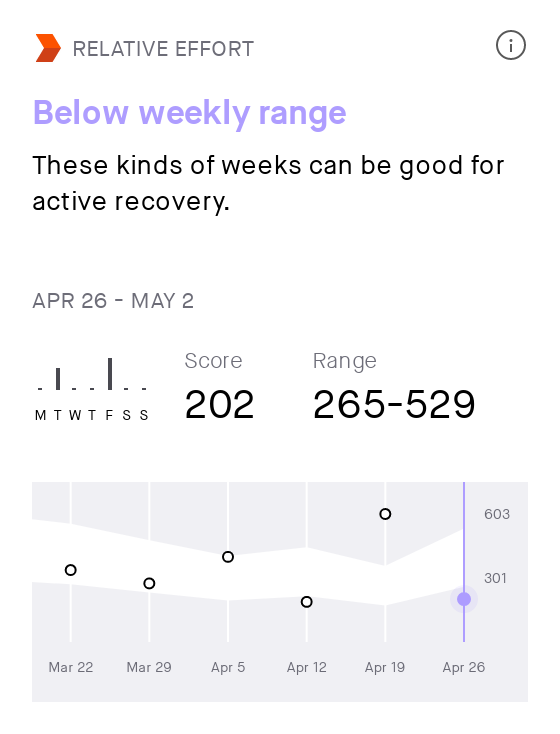 RELATIVE EFFORT
Below weekly range
These kinds of weeks can be good for
active recovery.
APR 26 - MAY 2
Score
Range
202
265-529
M T W T F S S
603
301
Mar 22
Mar 29
Apr 5
Apr 12
Apr 19
Apr 26